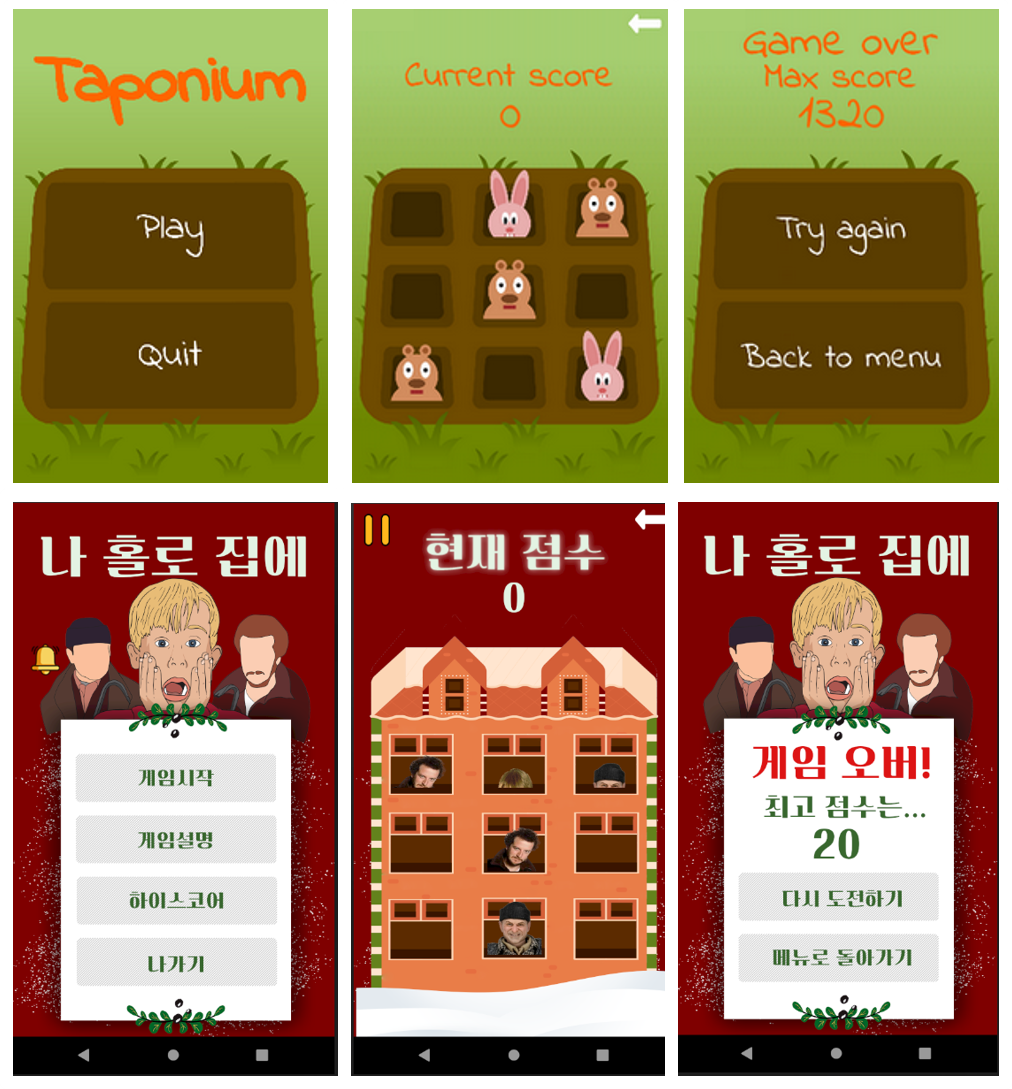 Taponium
Play
Quit
Current score
0
Game over
Max score
1320
Try again
Back to menu
나 홀로 집에
게임시작
게임설명
하이스코어
나가기
현재 점수
0
나 홀로 집에
게임 오버!
최고 점수는...
20
다시 도전하기
메뉴로 돌아가기